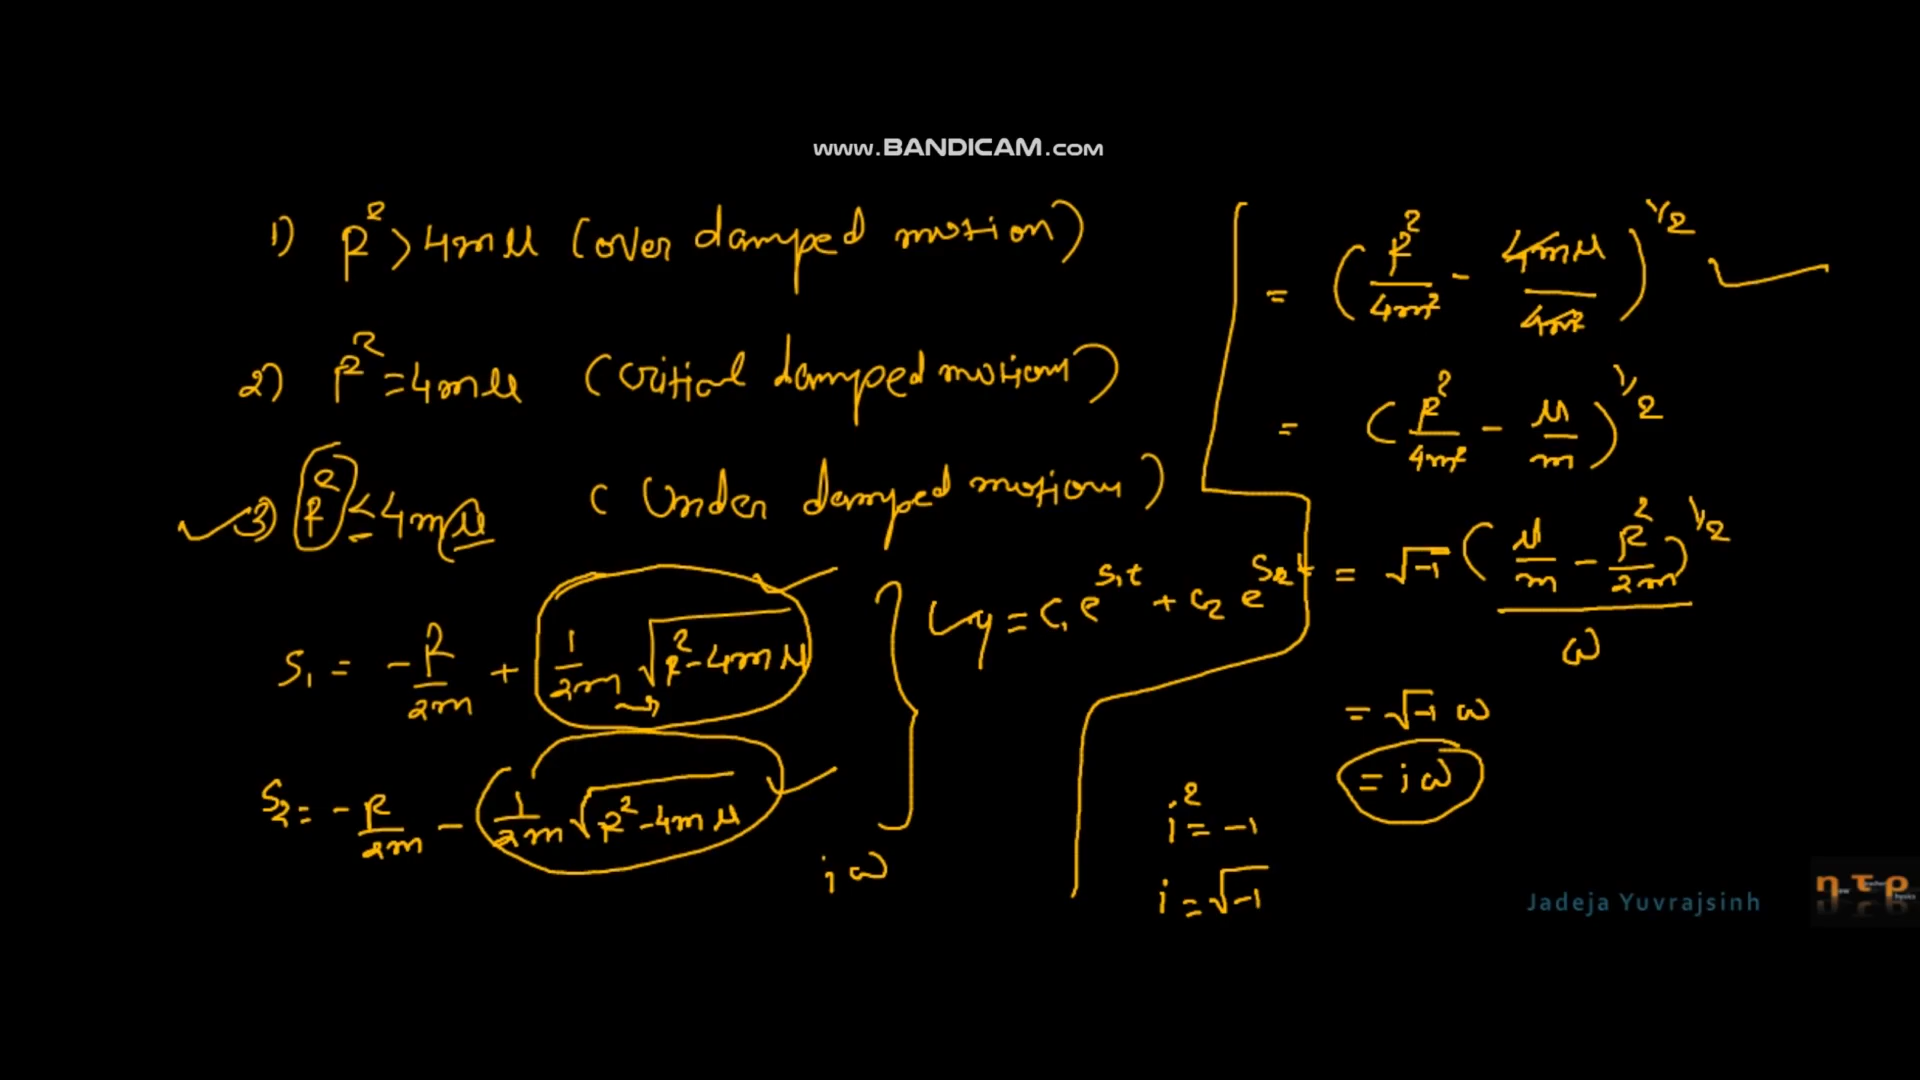 www.BANDICAM.com
1) R² > 4mμ (over damped motion)
2) R² = 4mμ (critical damped motion)
3) R² ≤ 4mμ (Under damped motion)
S₁ = -R/2m + 1/2m √(R²-4mμ)
S₂ = -R/2m - 1/2m √(R²-4mμ)
iω
y = C₁ e^S₁t + C₂ e^S₂t
= (R²/4m² - 4mμ/4m²)^1/2
= (R²/4m² - μ/m)^1/2
= √-1 (μ/m - R²/2m)^1/2
ω
= √-1 ω
= iω
i² = -1
i = √-1
Jadeja Yuvrajsinh
ητρ